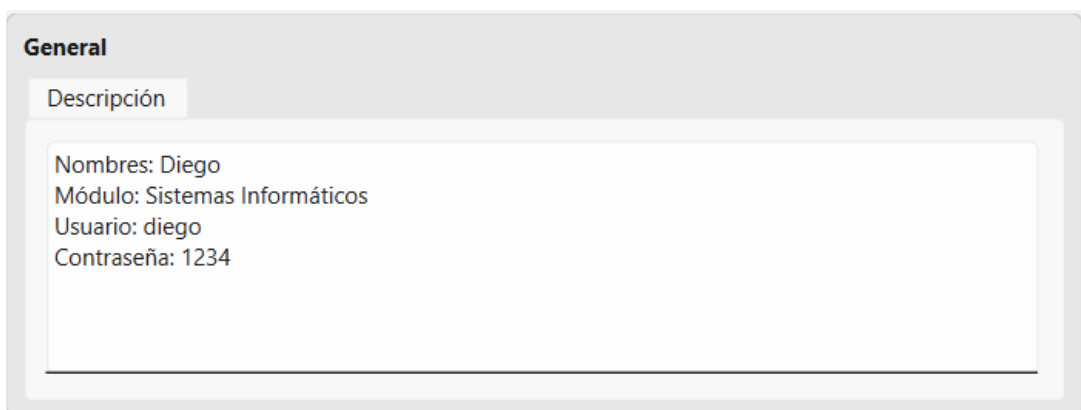 General
Descripción
Nombres: Diego
Módulo: Sistemas Informáticos
Usuario: diego
Contraseña: 1234